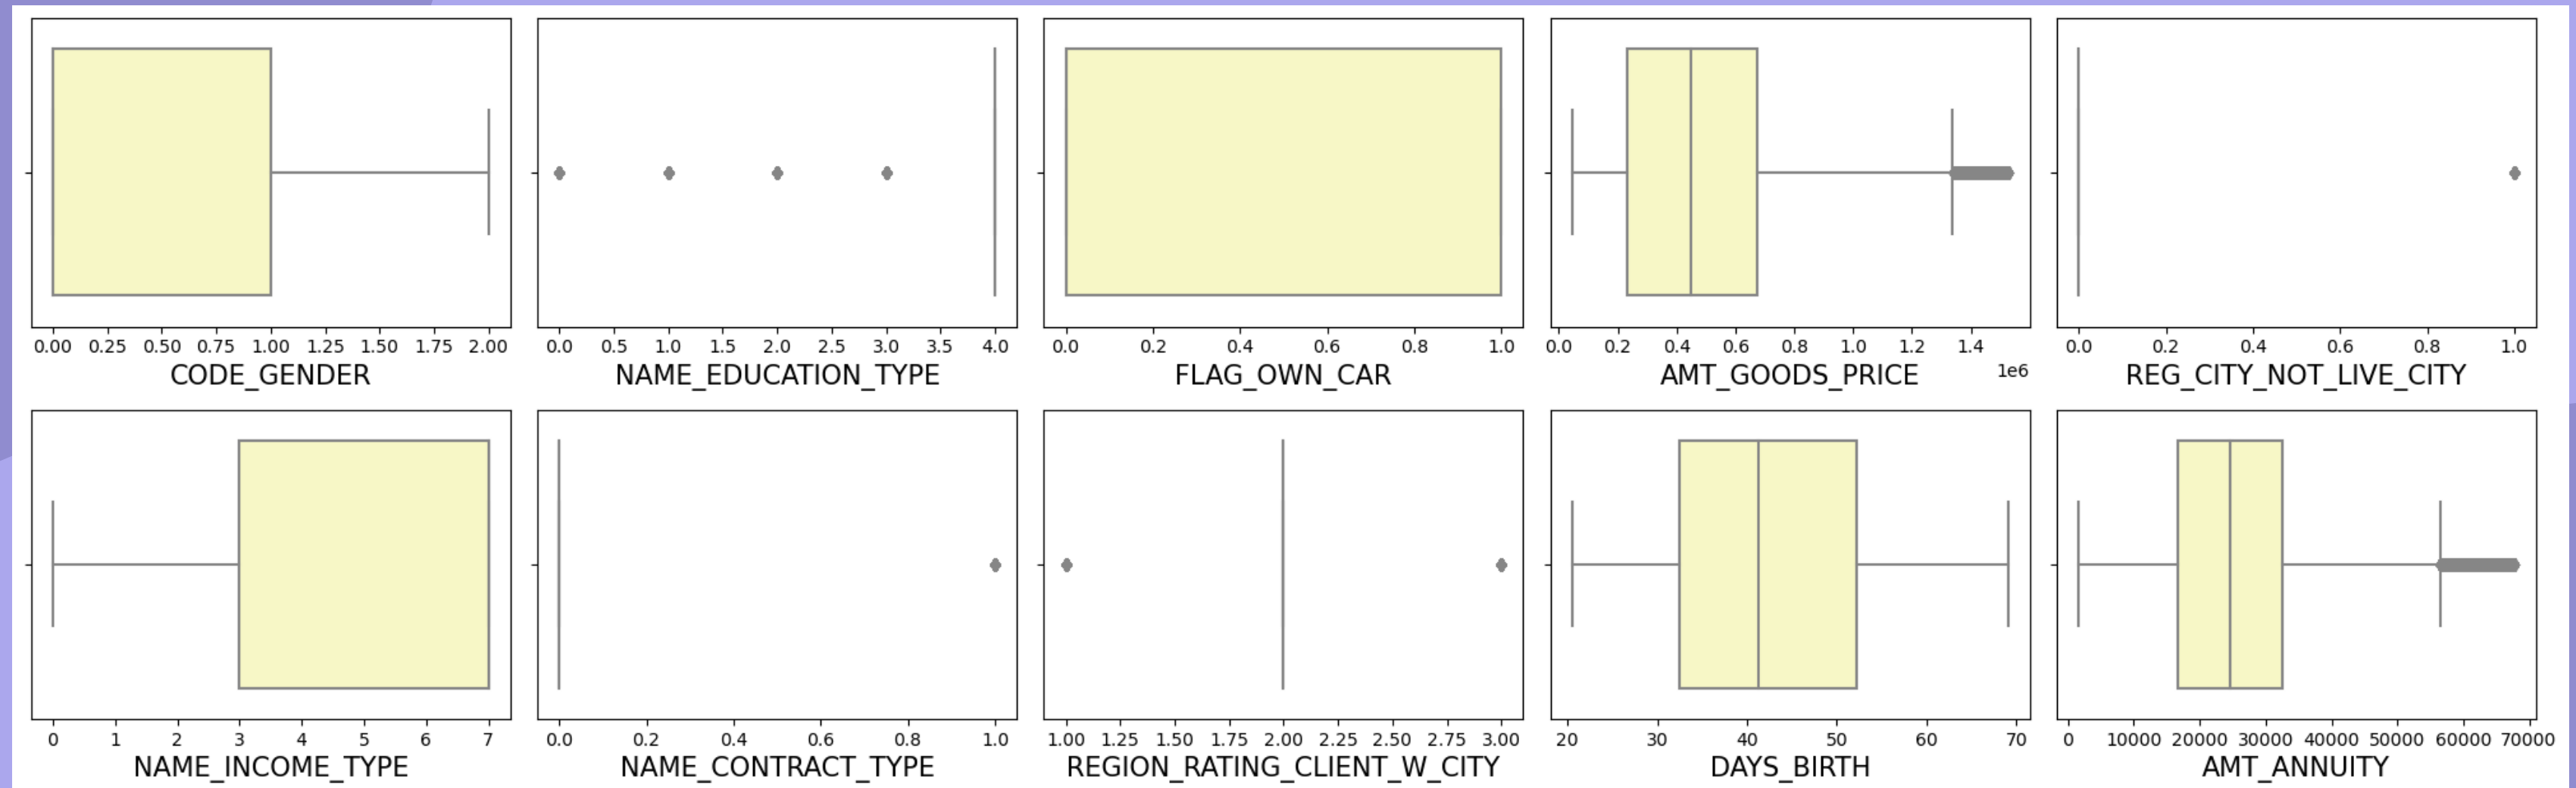 0.00 0.25 0.50 0.75 1.00 1.25 1.50 1.75 2.00
CODE_GENDER
0.0 0.5 1.0 1.5 2.0 2.5 3.0 3.5 4.0
NAME_EDUCATION_TYPE
0.0 0.2 0.4 0.6 0.8 1.0
FLAG_OWN_CAR
0.0 0.2 0.4 0.6 0.8 1.0 1.2 1.4
1e6
AMT_GOODS_PRICE
0.0 0.2 0.4 0.6 0.8 1.0
REG_CITY_NOT_LIVE_CITY
0 1 2 3 4 5 6 7
NAME_INCOME_TYPE
0.0 0.2 0.4 0.6 0.8 1.0
NAME_CONTRACT_TYPE
1.00 1.25 1.50 1.75 2.00 2.25 2.50 2.75 3.00
REGION_RATING_CLIENT_W_CITY
20 30 40 50 60 70
DAYS_BIRTH
0 10000 20000 30000 40000 50000 60000 70000
AMT_ANNUITY